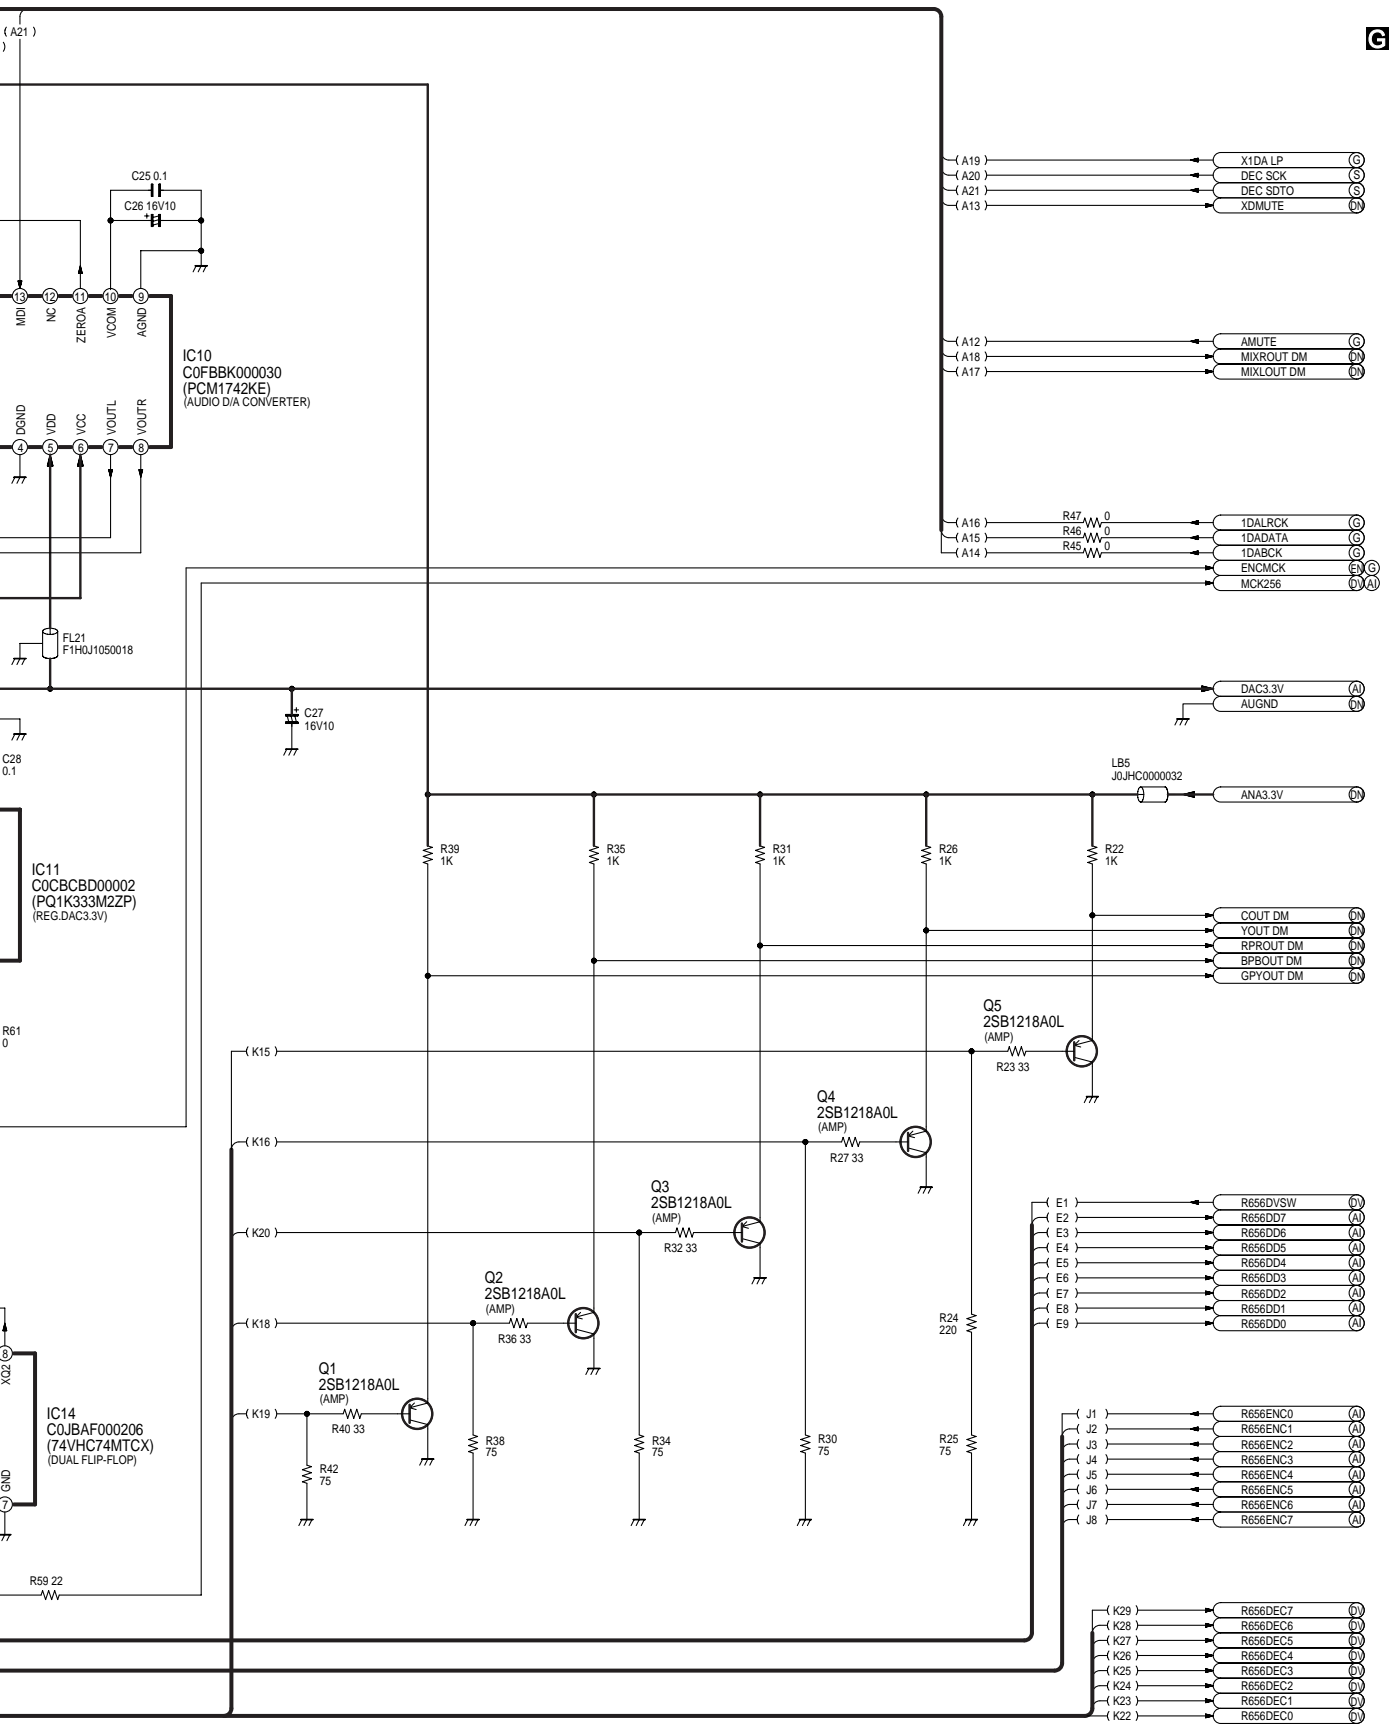 ( A21 )
)
G
C25 0.1
C26 16V10
+
13 12 11 10 9
MDI NC ZEROA VCOM AGND
IC10
C0FBBK000030
(PCM1742KE)
(AUDIO D/A CONVERTER)
DGND VDD VCC VOUTL VOUTR
4 5 6 7 8
FL21
F1H0J1050018
( A19 ) X1DA LP G
( A20 ) DEC SCK S
( A21 ) DEC SDTO S
( A13 ) XDMUTE DN
( A12 ) AMUTE G
( A18 ) MIXROUT DM DN
( A17 ) MIXLOUT DM DN
( A16 ) R47 0 1DALRCK G
( A15 ) R46 0 1DADATA G
( A14 ) R45 0 1DABCK G
ENCMCK EN G
MCK256 DV AI
DAC3.3V AI
AUGND DN
+ C27
16V10
C28
0.1
LB5
J0JHC0000032
ANA3.3V DN
R39
1K
R35
1K
R31
1K
R26
1K
R22
1K
IC11
C0CBCBD00002
(PQ1K333M2ZP)
(REG.DAC3.3V)
COUT DM DN
YOUT DM DN
RPROUT DM DN
BPBOUT DM DN
GPYOUT DM DN
R61
0
Q5
2SB1218A0L
(AMP)
( K15 )
R23 33
Q4
2SB1218A0L
(AMP)
( K16 )
R27 33
Q3
2SB1218A0L
(AMP)
( K20 )
R32 33
Q2
2SB1218A0L
(AMP)
( K18 )
R36 33
Q1
2SB1218A0L
(AMP)
( K19 )
R40 33
R24
220
R42
75
R38
75
R34
75
R30
75
R25
75
( E1 ) R656DVSW DV
( E2 ) R656DD7 AI
( E3 ) R656DD6 AI
( E4 ) R656DD5 AI
( E5 ) R656DD4 AI
( E6 ) R656DD3 AI
( E7 ) R656DD2 AI
( E8 ) R656DD1 AI
( E9 ) R656DD0 AI
8
XQ2
IC14
C0JBAF000206
(74VHC74MTCX)
(DUAL FLIP-FLOP)
GND
7
( J1 ) R656ENC0 AI
( J2 ) R656ENC1 AI
( J3 ) R656ENC2 AI
( J4 ) R656ENC3 AI
( J5 ) R656ENC4 AI
( J6 ) R656ENC5 AI
( J7 ) R656ENC6 AI
( J8 ) R656ENC7 AI
R59 22
( K29 ) R656DEC7 DV
( K28 ) R656DEC6 DV
( K27 ) R656DEC5 DV
( K26 ) R656DEC4 DV
( K25 ) R656DEC3 DV
( K24 ) R656DEC2 DV
( K23 ) R656DEC1 DV
( K22 ) R656DEC0 DV